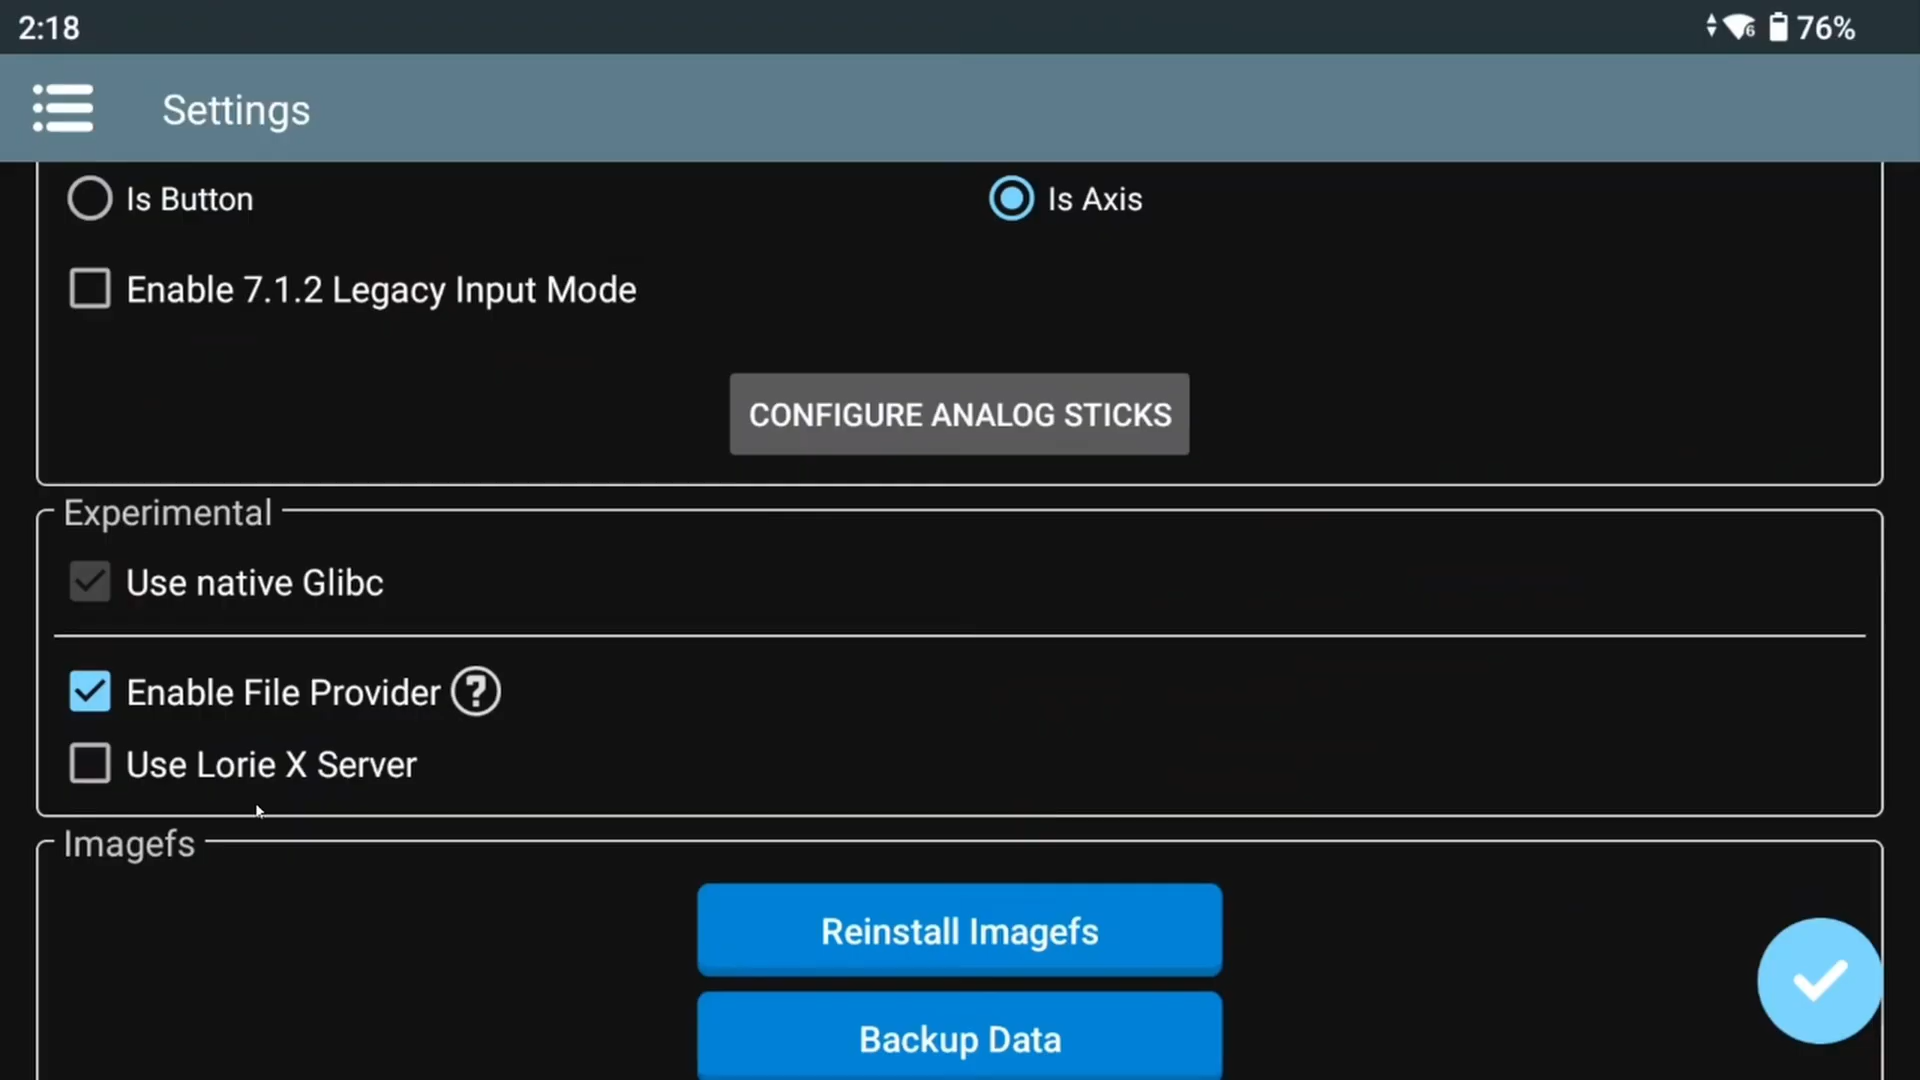 2:18
6 76%
Settings
Is Button
Is Axis
Enable 7.1.2 Legacy Input Mode
CONFIGURE ANALOG STICKS
Experimental
Use native Glibc
Enable File Provider ?
Use Lorie X Server
Imagefs
Reinstall Imagefs
Backup Data